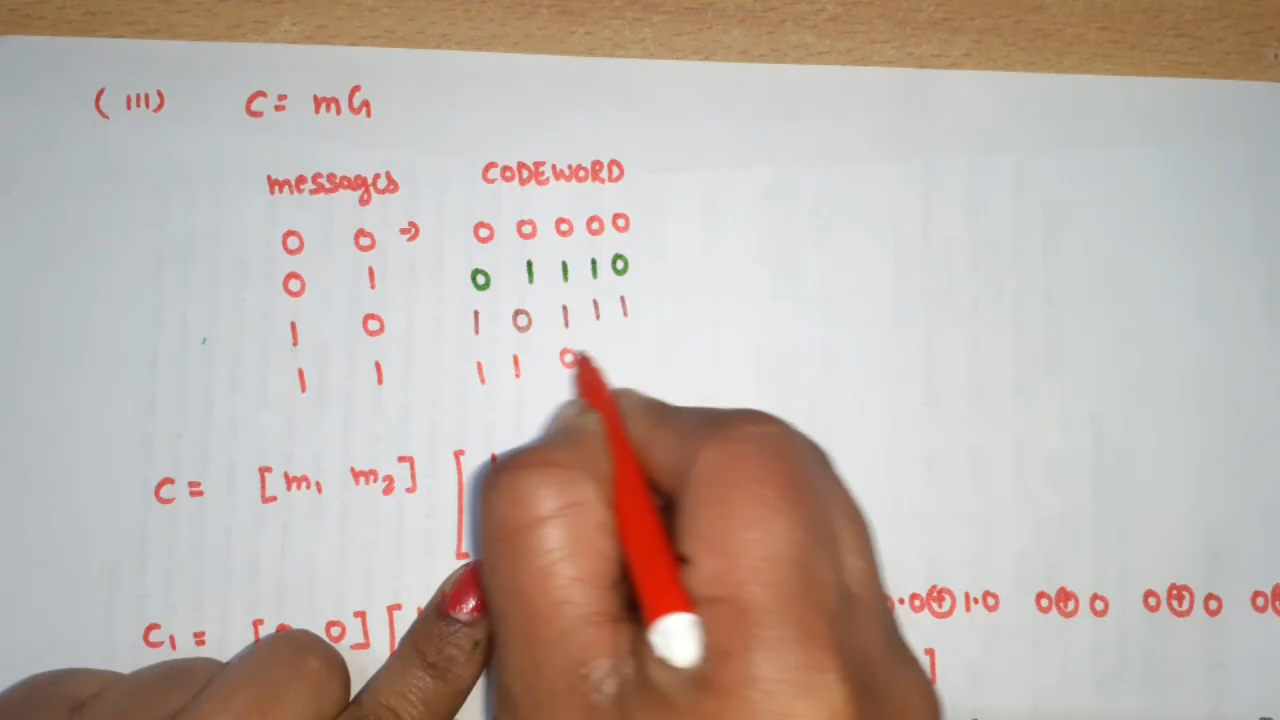 (III) C = mG
messages CODEWORD
0 0 → 0 0 0 0 0
0 1 0 1 1 1 0
1 0 1 0 1 1 1
1 1 1 1 0
C = [m₁ m₂] [
C₁ = [0 0] [ ·0⊕1·0 0⊕0 0⊕0 0
]